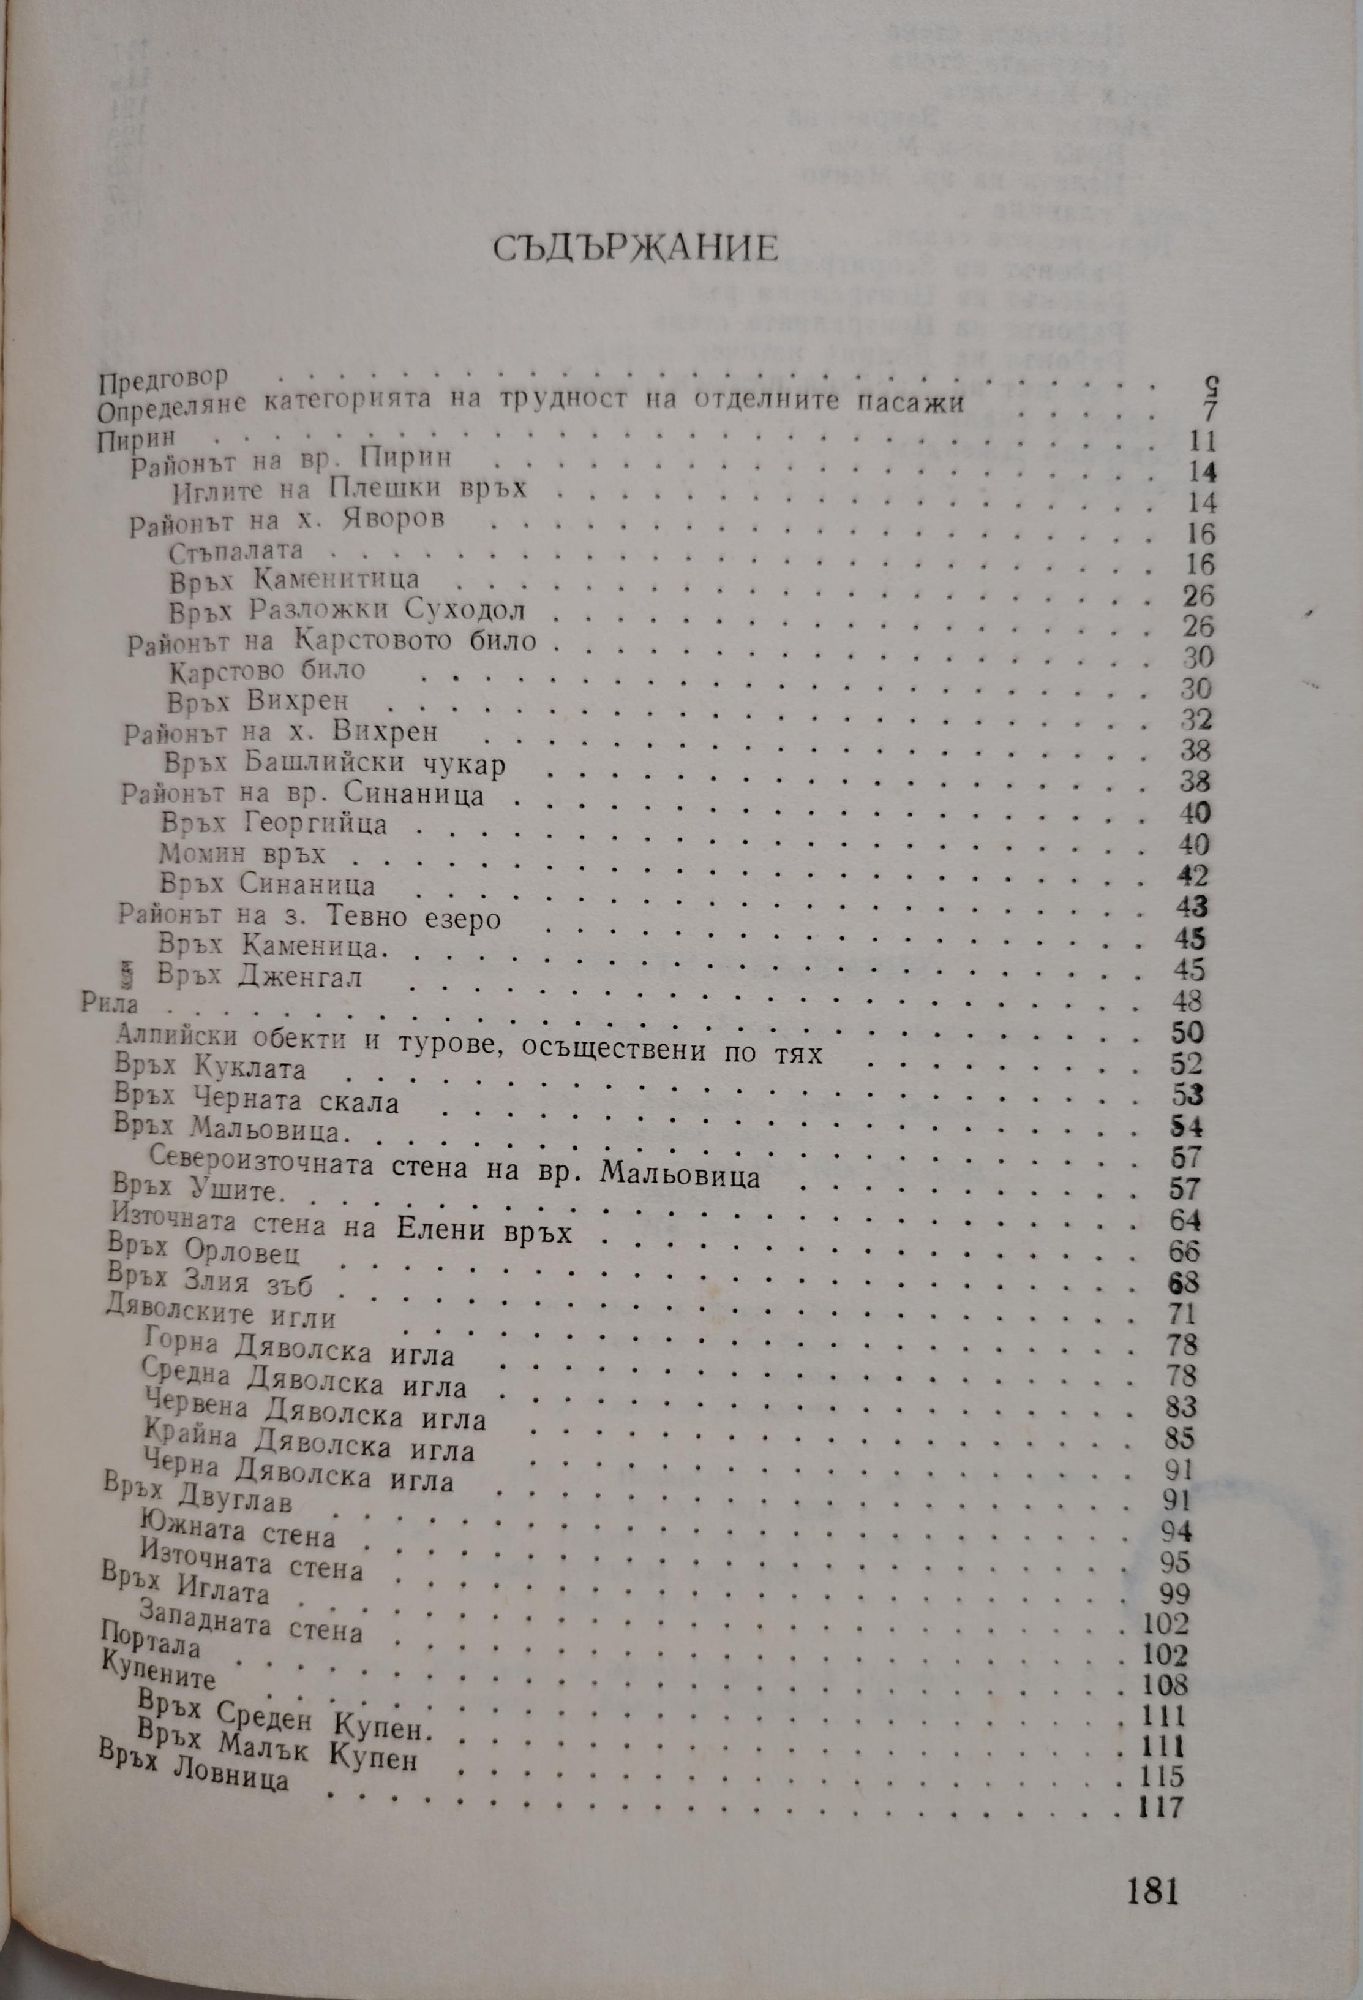 СЪДЪРЖАНИЕ
Предговор . . . . . . . . . . 5
Определяне категорията на трудност на отделните пасажи . . . . . 7
Пирин . . . . . . . . . . 11
Районът на вр. Пирин . . . . . . . . . . 14
Иглите на Плешки връх . . . . . . . . . . 14
Районът на х. Яворов . . . . . . . . . . 16
Стъпалата . . . . . . . . . . 16
Връх Каменитица . . . . . . . . . . 26
Връх Разложки Суходол . . . . . . . . . . 26
Районът на Карстовото било . . . . . . . . . . 30
Карстово било . . . . . . . . . . 30
Връх Вихрен . . . . . . . . . . 32
Районът на х. Вихрен . . . . . . . . . . 38
Връх Башлийски чукар . . . . . . . . . . 38
Районът на вр. Синаница . . . . . . . . . . 40
Връх Георгийца . . . . . . . . . . 40
Момин връх . . . . . . . . . . 42
Връх Синаница . . . . . . . . . . 43
Районът на з. Тевно езеро . . . . . . . . . . 45
Връх Каменица. . . . . . . . . . . 45
Връх Дженгал . . . . . . . . . . 48
Рила . . . . . . . . . . 50
Алпийски обекти и турове, осъществени по тях . . . . . . . . . 52
Връх Куклата . . . . . . . . . . 53
Връх Черната скала . . . . . . . . . . 54
Връх Мальовица. . . . . . . . . . . 57
Североизточната стена на вр. Мальовица . . . . . . . . . . 57
Връх Ушите. . . . . . . . . . . 64
Източната стена на Елени връх . . . . . . . . . . 66
Връх Орловец . . . . . . . . . . 68
Връх Злия зъб . . . . . . . . . . 71
Дяволските игли . . . . . . . . . . 78
Горна Дяволска игла . . . . . . . . . . 78
Средна Дяволска игла . . . . . . . . . . 83
Червена Дяволска игла . . . . . . . . . . 85
Крайна Дяволска игла . . . . . . . . . . 91
Черна Дяволска игла . . . . . . . . . . 91
Връх Двуглав . . . . . . . . . . 94
Южната стена . . . . . . . . . . 95
Източната стена . . . . . . . . . . 99
Връх Иглата . . . . . . . . . . 102
Западната стена . . . . . . . . . . 102
Портала . . . . . . . . . . 108
Купените . . . . . . . . . . 111
Връх Среден Купен. . . . . . . . . . . 111
Връх Малък Купен . . . . . . . . . . 115
Връх Ловница . . . . . . . . . . 117
181